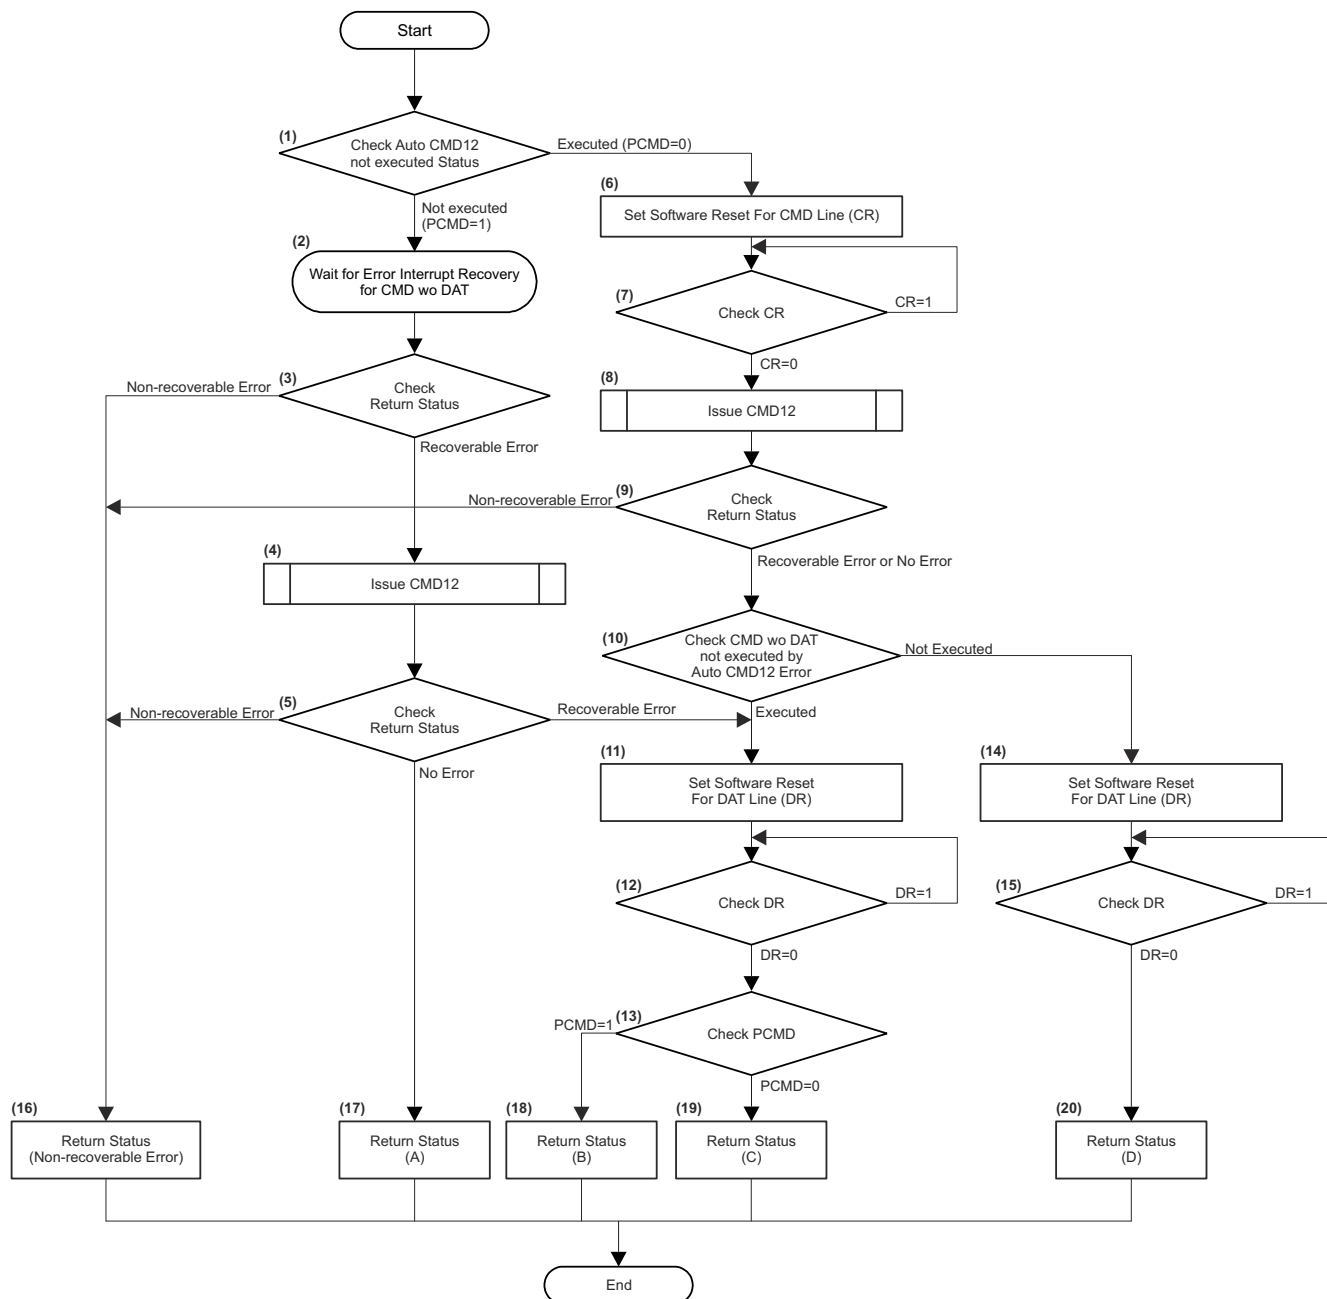 Start
(1)
Check Auto CMD12
not executed Status
Executed (PCMD=0)
Not executed
(PCMD=1)
(6)
Set Software Reset For CMD Line (CR)
(2)
Wait for Error Interrupt Recovery
for CMD wo DAT
(7)
Check CR
CR=1
CR=0
(3)
Non-recoverable Error
Check
Return Status
Recoverable Error
(8)
Issue CMD12
(9)
Non-recoverable Error
Check
Return Status
Recoverable Error or No Error
(4)
Issue CMD12
(10)
Check CMD wo DAT
not executed by
Auto CMD12 Error
Not Executed
Executed
(5)
Non-recoverable Error
Check
Return Status
Recoverable Error
No Error
(11)
Set Software Reset
For DAT Line (DR)
(14)
Set Software Reset
For DAT Line (DR)
(12)
Check DR
DR=1
DR=0
(15)
Check DR
DR=1
DR=0
(13)
PCMD=1
Check PCMD
PCMD=0
(16)
Return Status
(Non-recoverable Error)
(17)
Return Status
(A)
(18)
Return Status
(B)
(19)
Return Status
(C)
(20)
Return Status
(D)
End